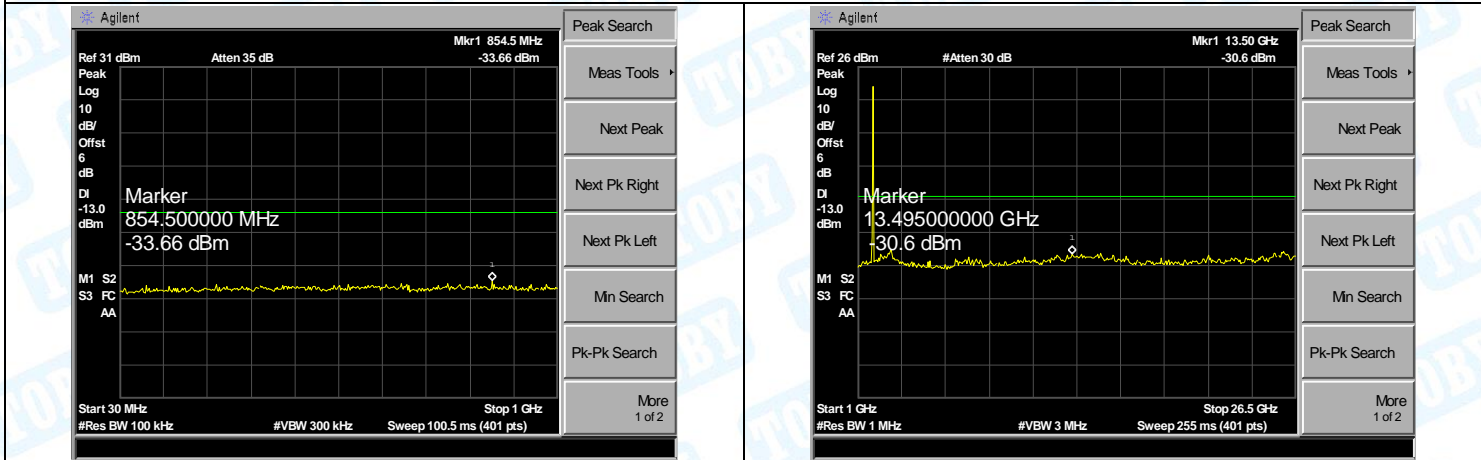 Agilent
Peak Search
Mkr1 854.5 MHz
Ref 31 dBm Atten 35 dB -33.66 dBm
Peak
Log
10
dB/
Offst
6
dB
DI
-13.0
dBm
Marker
854.500000 MHz
-33.66 dBm
1
M1 S2
S3 FC
AA
Start 30 MHz Stop 1 GHz
#Res BW 100 kHz #VBW 300 kHz Sweep 100.5 ms (401 pts)
Meas Tools
Next Peak
Next Pk Right
Next Pk Left
Min Search
Pk-Pk Search
More
1 of 2
Agilent
Peak Search
Mkr1 13.50 GHz
Ref 26 dBm #Atten 30 dB -30.6 dBm
Peak
Log
10
dB/
Offst
6
dB
DI
-13.0
dBm
Marker
13.495000000 GHz
-30.6 dBm
1
M1 S2
S3 FC
AA
Start 1 GHz Stop 26.5 GHz
#Res BW 1 MHz #VBW 3 MHz Sweep 255 ms (401 pts)
Meas Tools
Next Peak
Next Pk Right
Next Pk Left
Min Search
Pk-Pk Search
More
1 of 2
TOBY